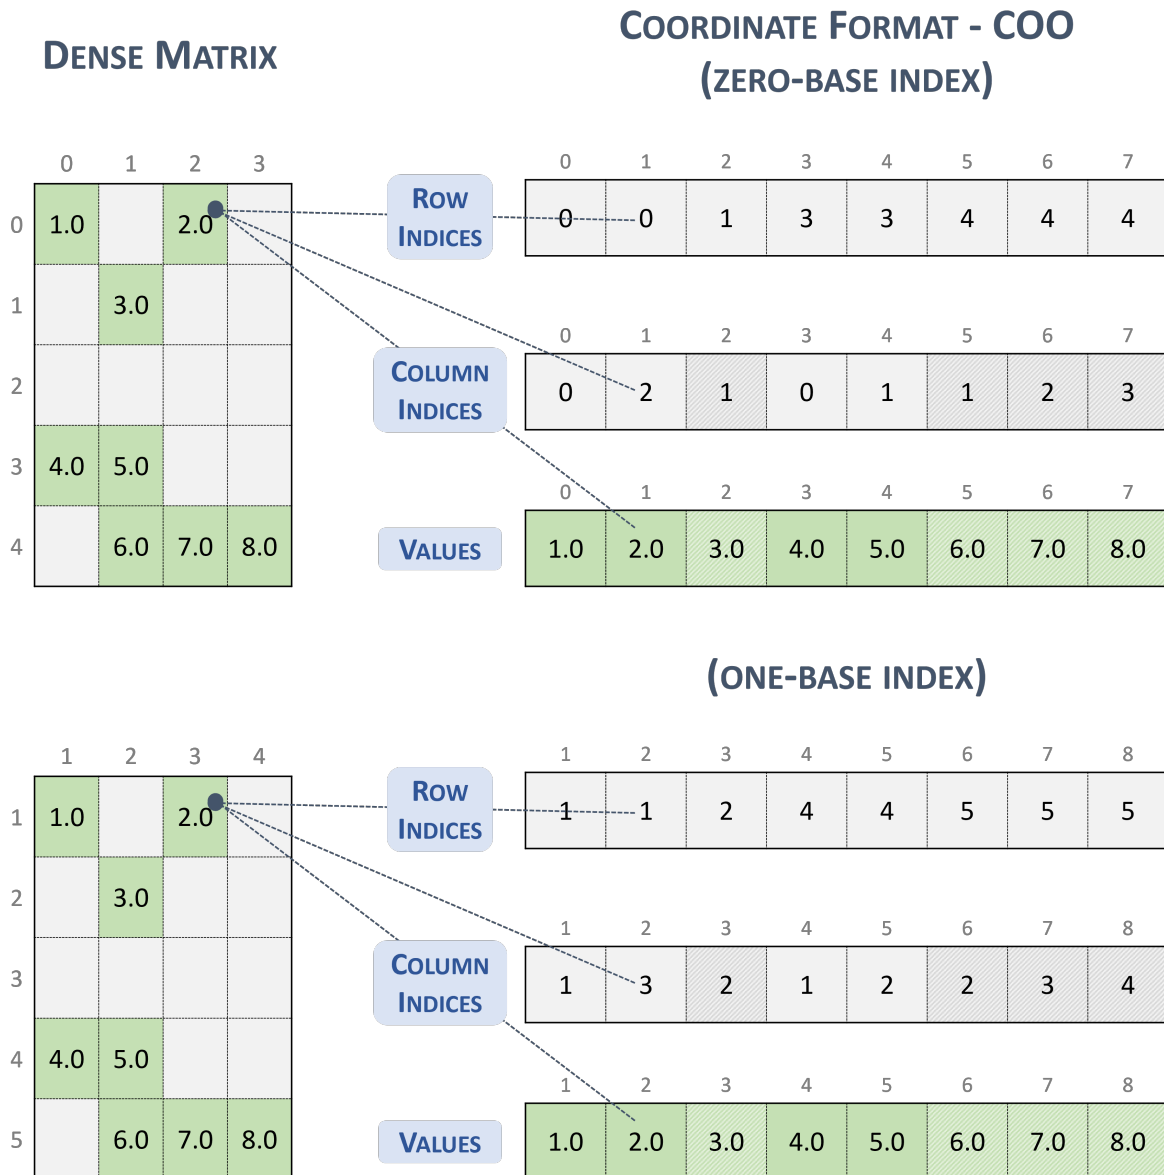 DENSE MATRIX
COORDINATE FORMAT - COO
(ZERO-BASE INDEX)
0 1 2 3
0 1.0 2.0
1 3.0
2
3 4.0 5.0
4 6.0 7.0 8.0
ROW
INDICES
0 1 2 3 4 5 6 7
0 0 1 3 3 4 4 4
COLUMN
INDICES
0 1 2 3 4 5 6 7
0 2 1 0 1 1 2 3
VALUES
0 1 2 3 4 5 6 7
1.0 2.0 3.0 4.0 5.0 6.0 7.0 8.0
(ONE-BASE INDEX)
1 2 3 4
1 1.0 2.0
2 3.0
3
4 4.0 5.0
5 6.0 7.0 8.0
ROW
INDICES
1 2 3 4 5 6 7 8
1 1 2 4 4 5 5 5
COLUMN
INDICES
1 2 3 4 5 6 7 8
1 3 2 1 2 2 3 4
VALUES
1 2 3 4 5 6 7 8
1.0 2.0 3.0 4.0 5.0 6.0 7.0 8.0